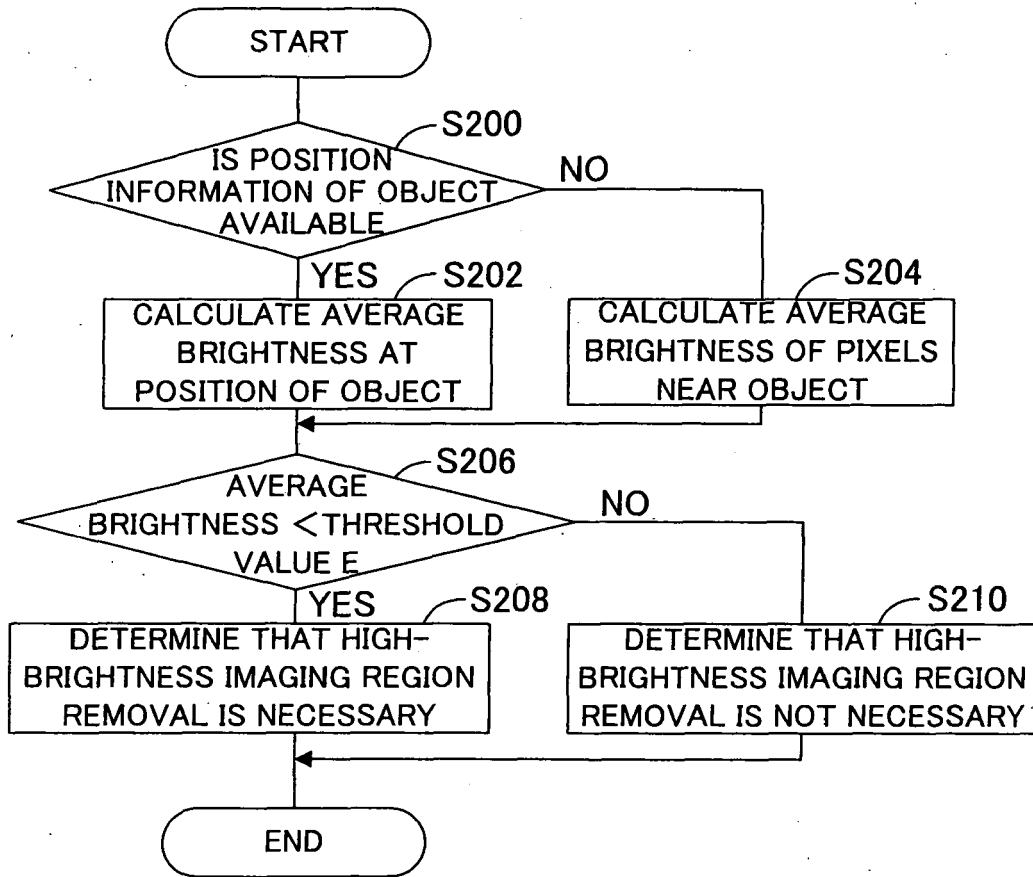 START
S200
IS POSITION
INFORMATION OF OBJECT
AVAILABLE
NO
YES
S202
S204
CALCULATE AVERAGE
BRIGHTNESS AT
POSITION OF OBJECT
CALCULATE AVERAGE
BRIGHTNESS OF PIXELS
NEAR OBJECT
S206
AVERAGE
BRIGHTNESS <THRESHOLD
VALUE E
NO
YES
S208
S210
DETERMINE THAT HIGH-
BRIGHTNESS IMAGING REGION
REMOVAL IS NECESSARY
DETERMINE THAT HIGH-
BRIGHTNESS IMAGING REGION
REMOVAL IS NOT NECESSARY
END